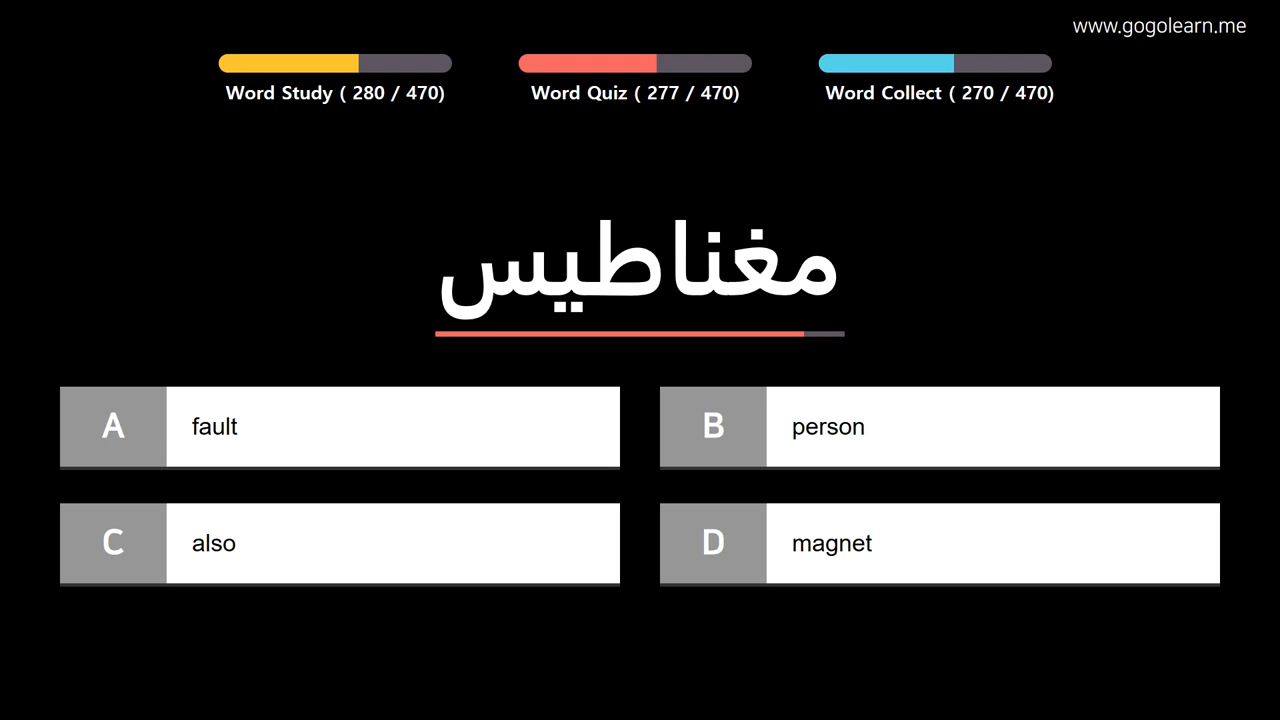 www.gogolearn.me
Word Study ( 280 / 470)
Word Quiz ( 277 / 470)
Word Collect ( 270 / 470)
مغناطيس
A fault
B person
C also
D magnet